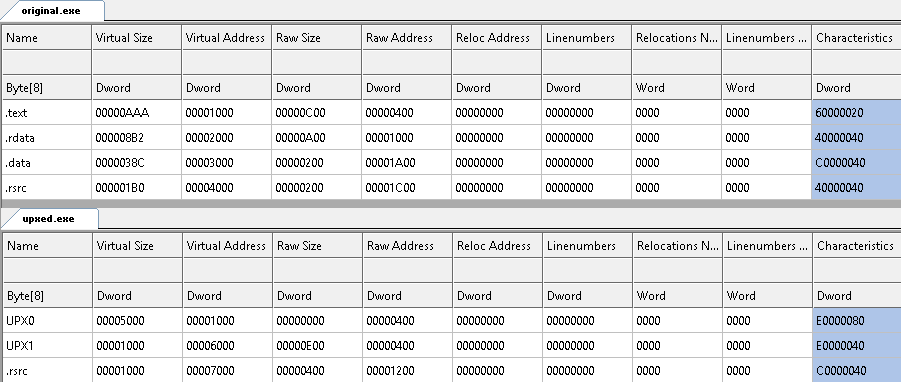 original.exe
Name Virtual Size Virtual Address Raw Size Raw Address Reloc Address Linenumbers Relocations N... Linenumbers ... Characteristics
Byte[8] Dword Dword Dword Dword Dword Dword Word Word Dword
.text 00000AAA 00001000 00000C00 00000400 00000000 00000000 0000 0000 60000020
.rdata 000008B2 00002000 00000A00 00001000 00000000 00000000 0000 0000 40000040
.data 0000038C 00003000 00000200 00001A00 00000000 00000000 0000 0000 C0000040
.rsrc 000001B0 00004000 00000200 00001C00 00000000 00000000 0000 0000 40000040
upxed.exe
Name Virtual Size Virtual Address Raw Size Raw Address Reloc Address Linenumbers Relocations N... Linenumbers ... Characteristics
Byte[8] Dword Dword Dword Dword Dword Dword Word Word Dword
UPX0 00005000 00001000 00000000 00000400 00000000 00000000 0000 0000 E0000080
UPX1 00001000 00006000 00000E00 00000400 00000000 00000000 0000 0000 E0000040
.rsrc 00001000 00007000 00000400 00001200 00000000 00000000 0000 0000 C0000040